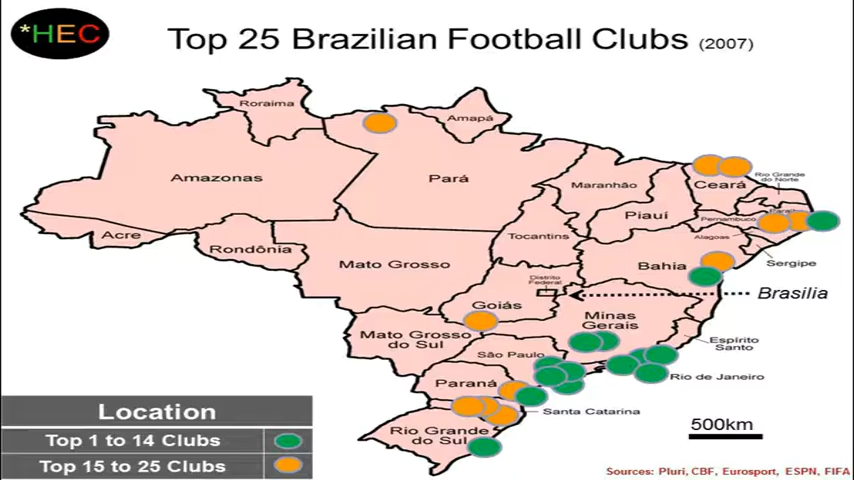 *HEC
Top 25 Brazilian Football Clubs (2007)
Roraima
Amapá
Amazonas
Pará
Maranhão
Ceará
Rio Grande
do Norte
Piauí
Paraíba
Pernambuco
Acre
Rondônia
Tocantins
Alagoas
Sergipe
Mato Grosso
Bahia
Distrito
Federal
Brasilia
Goiás
Minas
Gerais
Mato Grosso
do Sul
Espírito
Santo
São Paulo
Rio de Janeiro
Paraná
Santa Catarina
Rio Grande
do Sul
500km
Location
Top 1 to 14 Clubs
Top 15 to 25 Clubs
Sources: Pluri, CBF, Eurosport, ESPN, FIFA